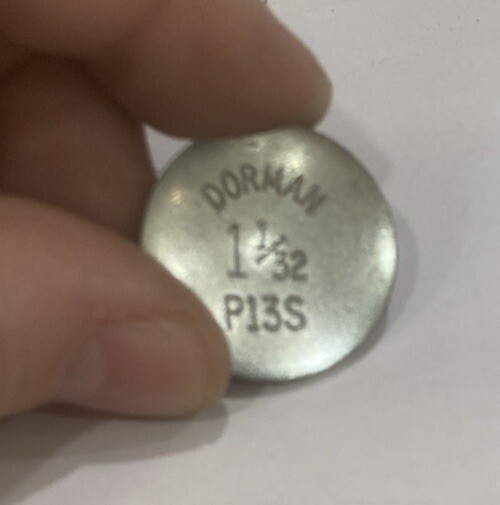 DORMAN
1 1/32
P13S